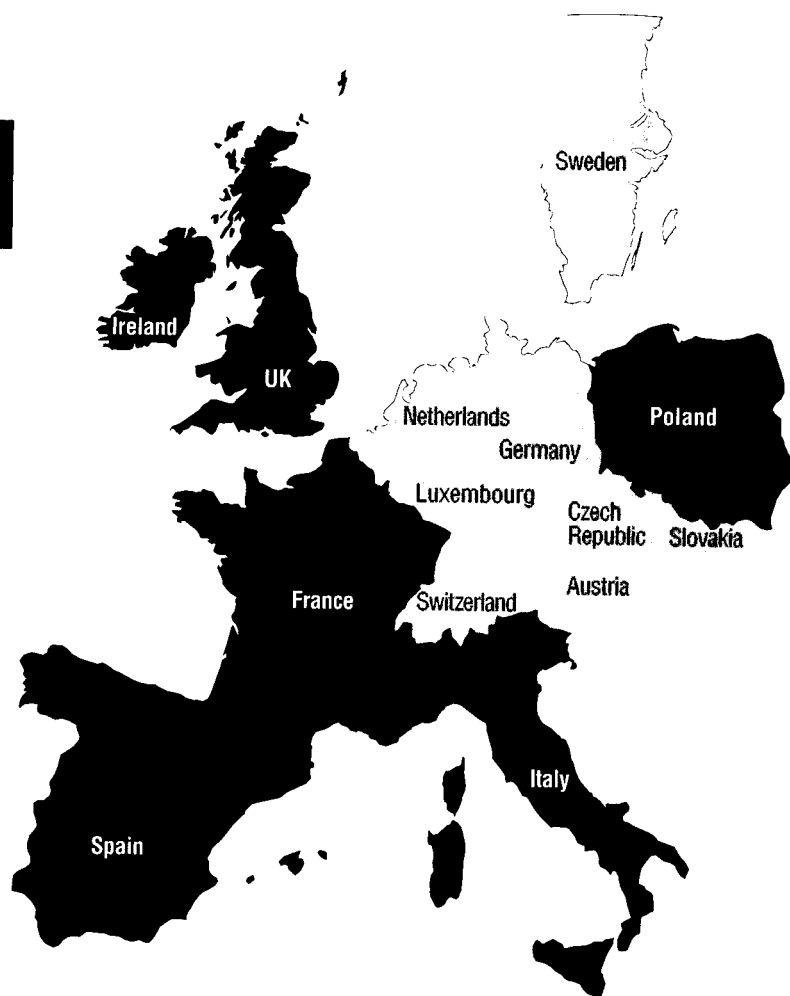 Sweden
Ireland
UK
Netherlands
Poland
Germany
Luxembourg
Czech
Republic
Slovakia
Austria
France
Switzerland
Italy
Spain